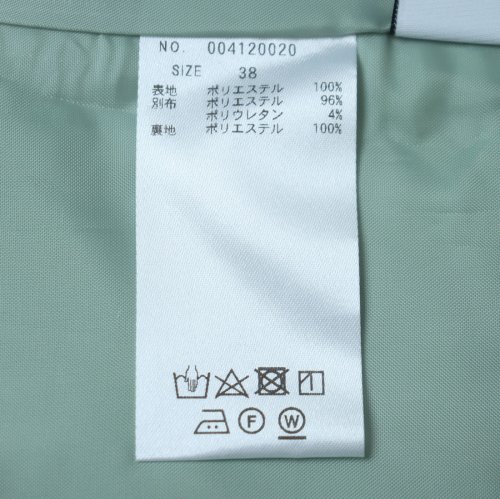 NO. 004120020
SIZE 38
表地 ポリエステル 100%
別布 ポリエステル 96%
ポリウレタン 4%
裏地 ポリエステル 100%
F W